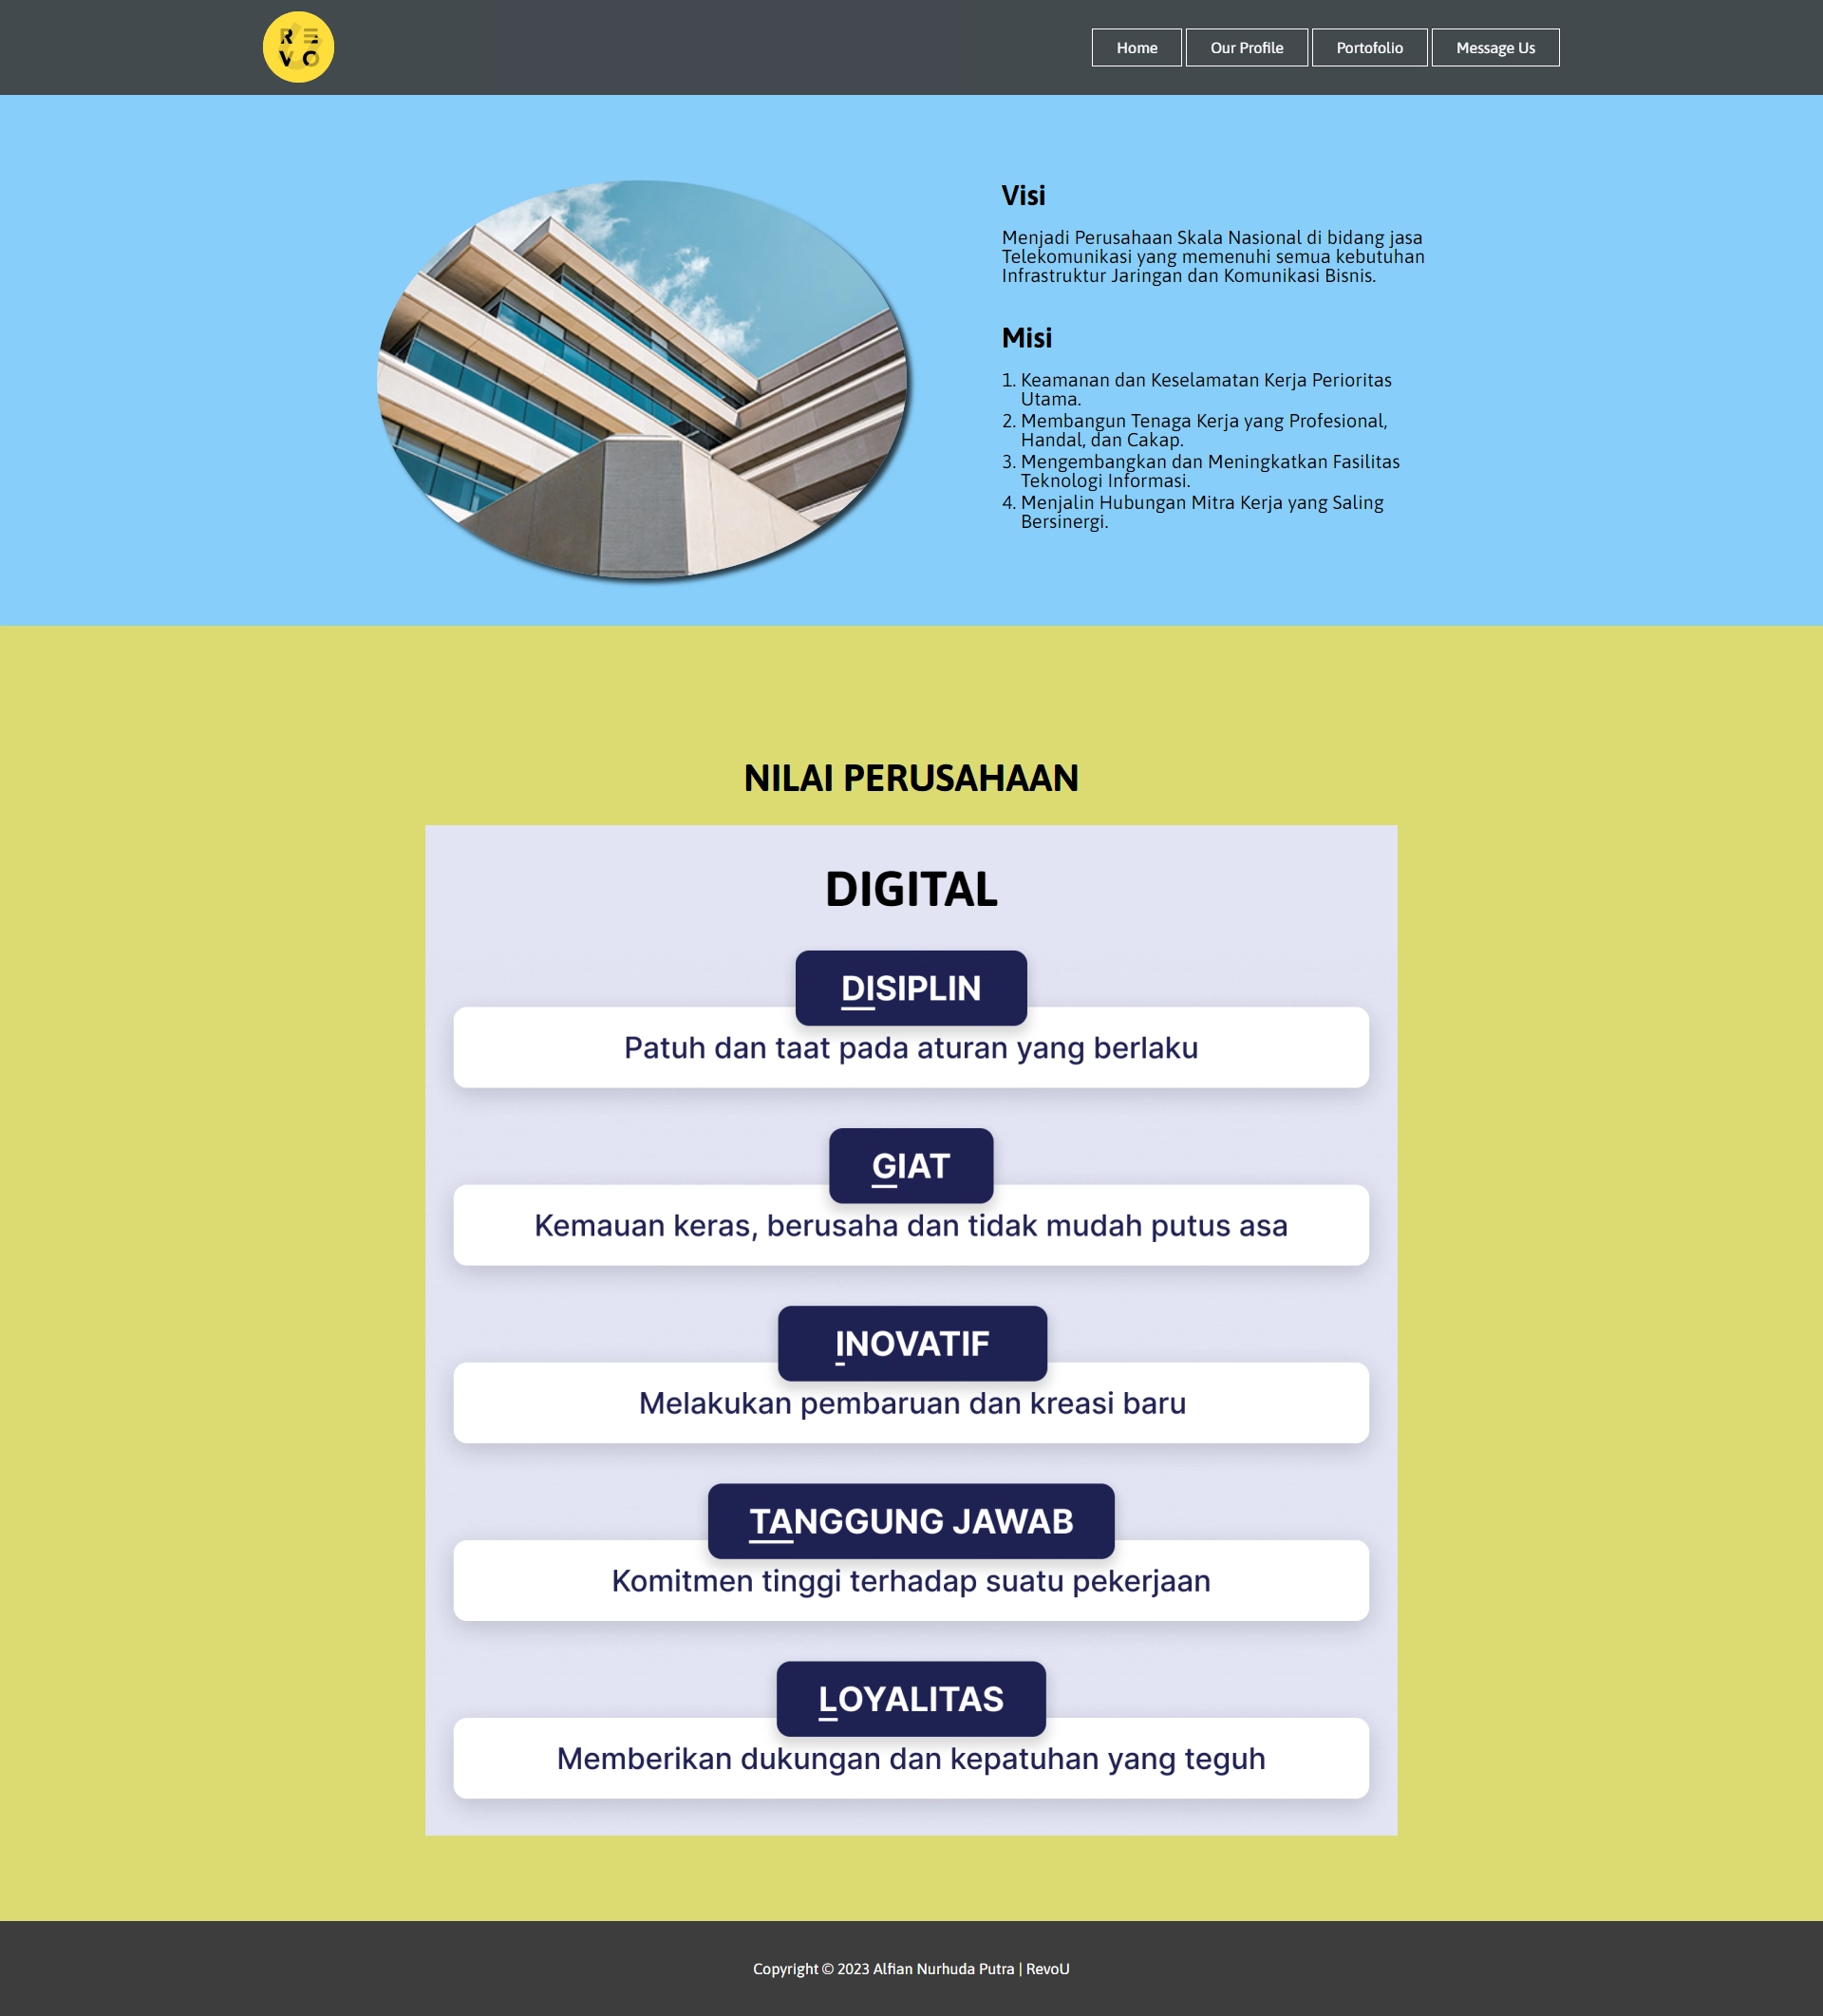 RE
VO
Home
Our Profile
Portofolio
Message Us
Visi
Menjadi Perusahaan Skala Nasional di bidang jasa
Telekomunikasi yang memenuhi semua kebutuhan
Infrastruktur Jaringan dan Komunikasi Bisnis.
Misi
1. Keamanan dan Keselamatan Kerja Perioritas
Utama.
2. Membangun Tenaga Kerja yang Profesional,
Handal, dan Cakap.
3. Mengembangkan dan Meningkatkan Fasilitas
Teknologi Informasi.
4. Menjalin Hubungan Mitra Kerja yang Saling
Bersinergi.
NILAI PERUSAHAAN
DIGITAL
DISIPLIN
Patuh dan taat pada aturan yang berlaku
GIAT
Kemauan keras, berusaha dan tidak mudah putus asa
INOVATIF
Melakukan pembaruan dan kreasi baru
TANGGUNG JAWAB
Komitmen tinggi terhadap suatu pekerjaan
LOYALITAS
Memberikan dukungan dan kepatuhan yang teguh
Copyright © 2023 Alfian Nurhuda Putra | RevoU